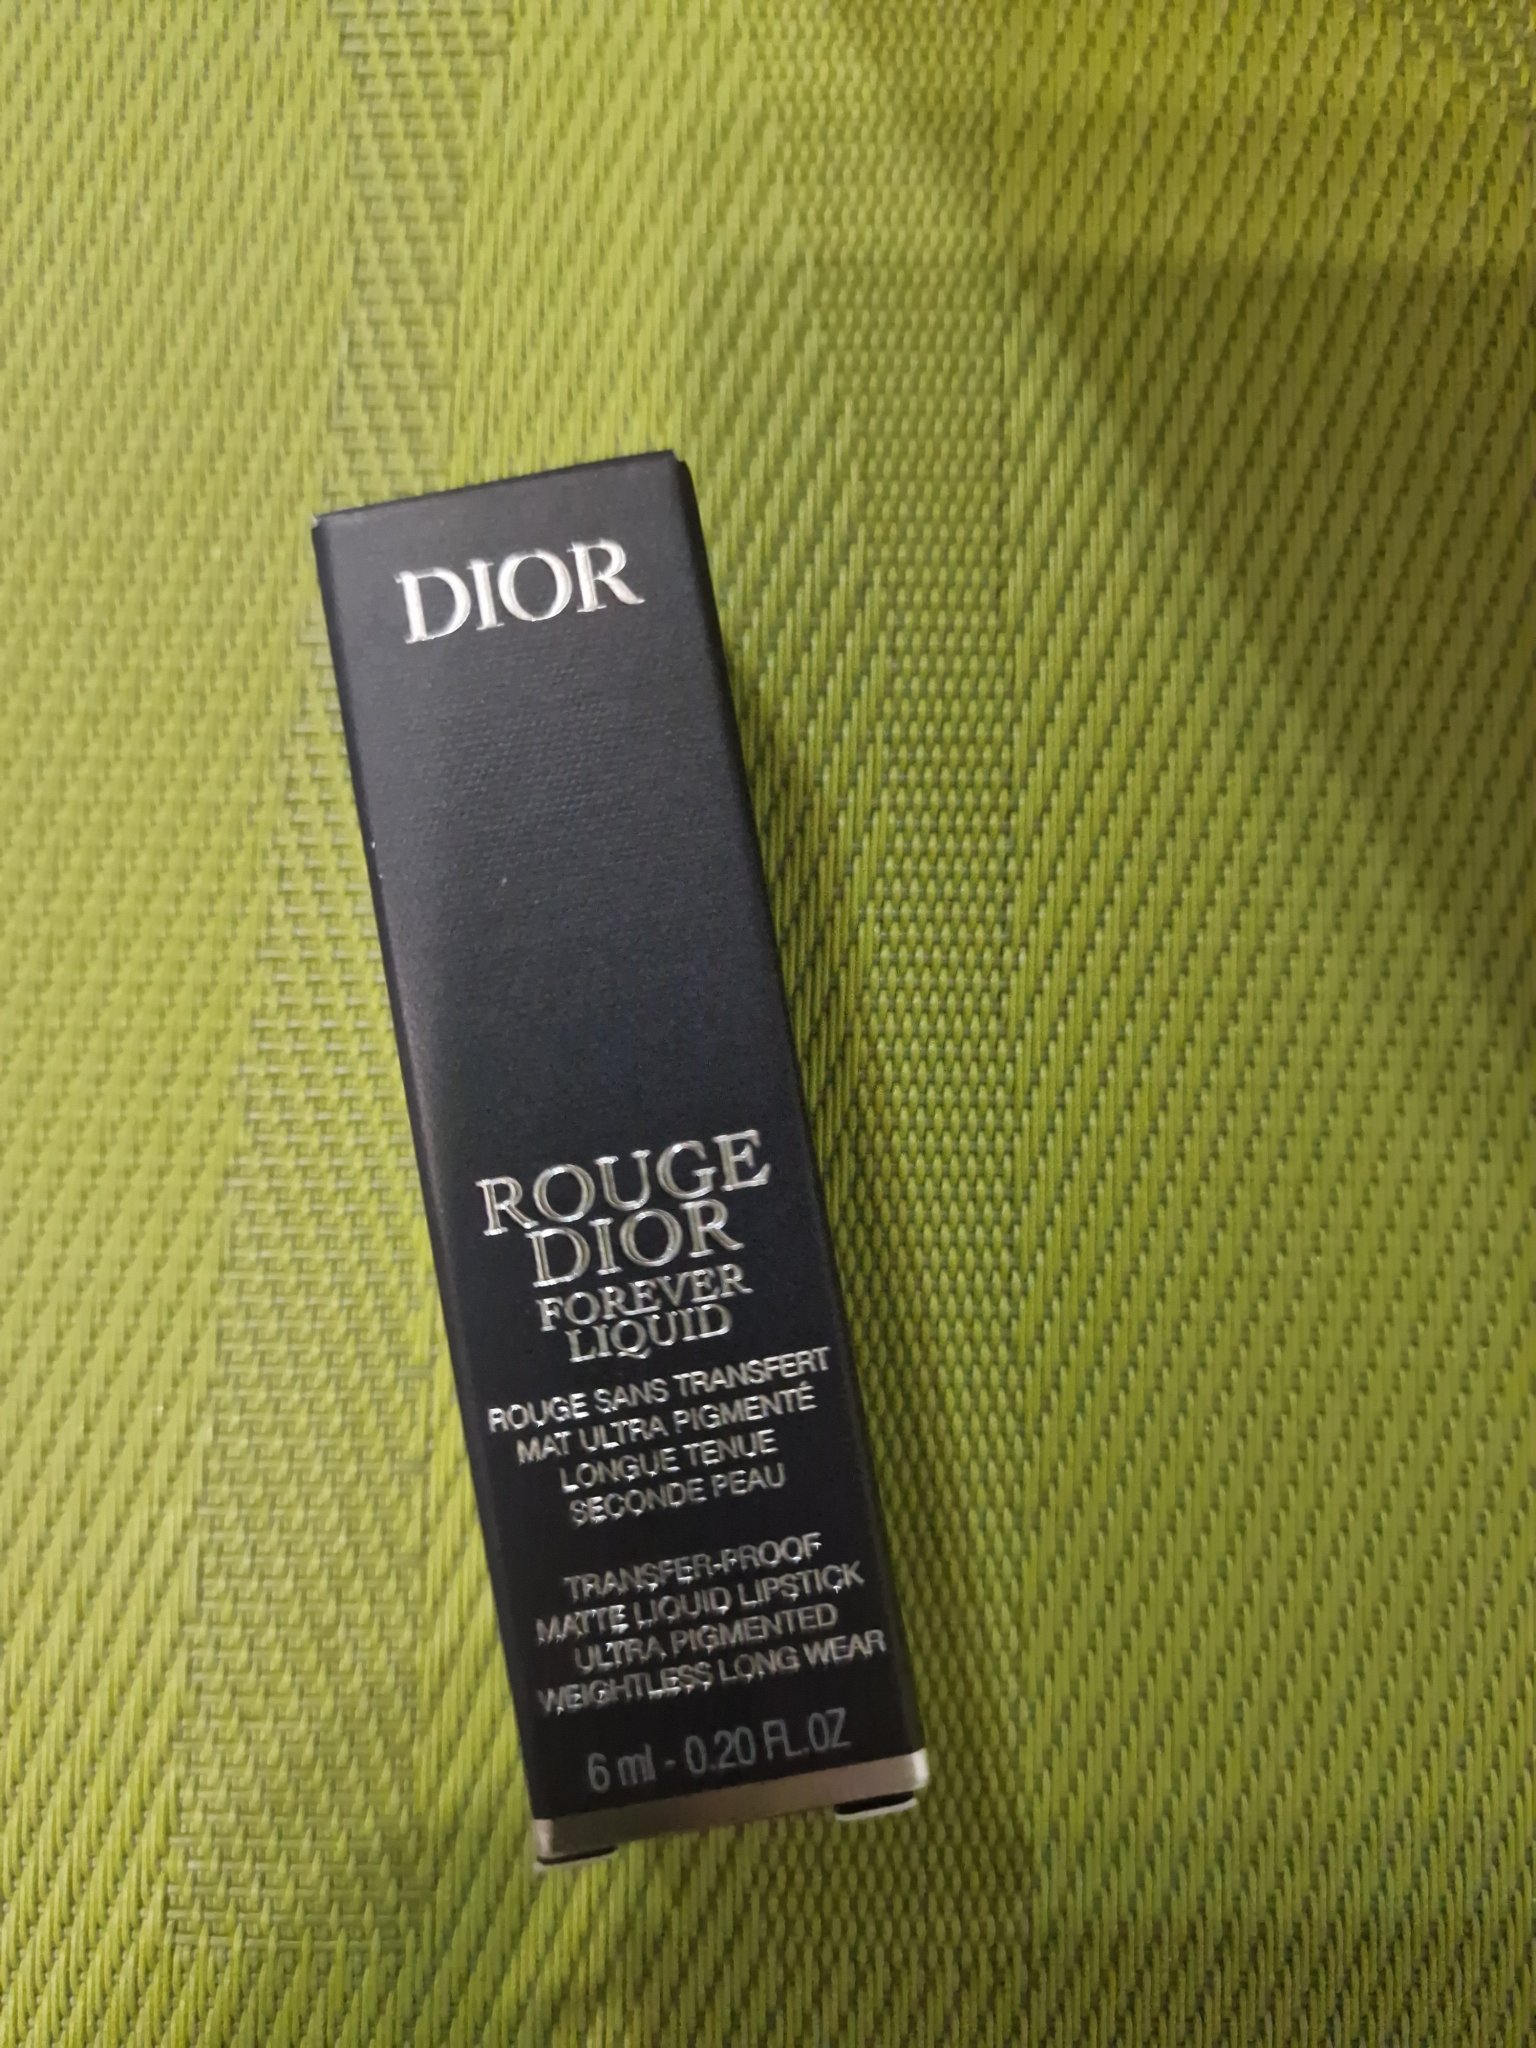 DIOR
ROUGE
DIOR
FOREVER
LIQUID
ROUGE SANS TRANSFERT
MAT ULTRA PIGMENTÉ
LONGUE TENUE
SECONDE PEAU
TRANSFER-PROOF
MATTE LIQUID LIPSTICK
ULTRA PIGMENTED
WEIGHTLESS LONG WEAR
6 ml - 0.20 FL.OZ